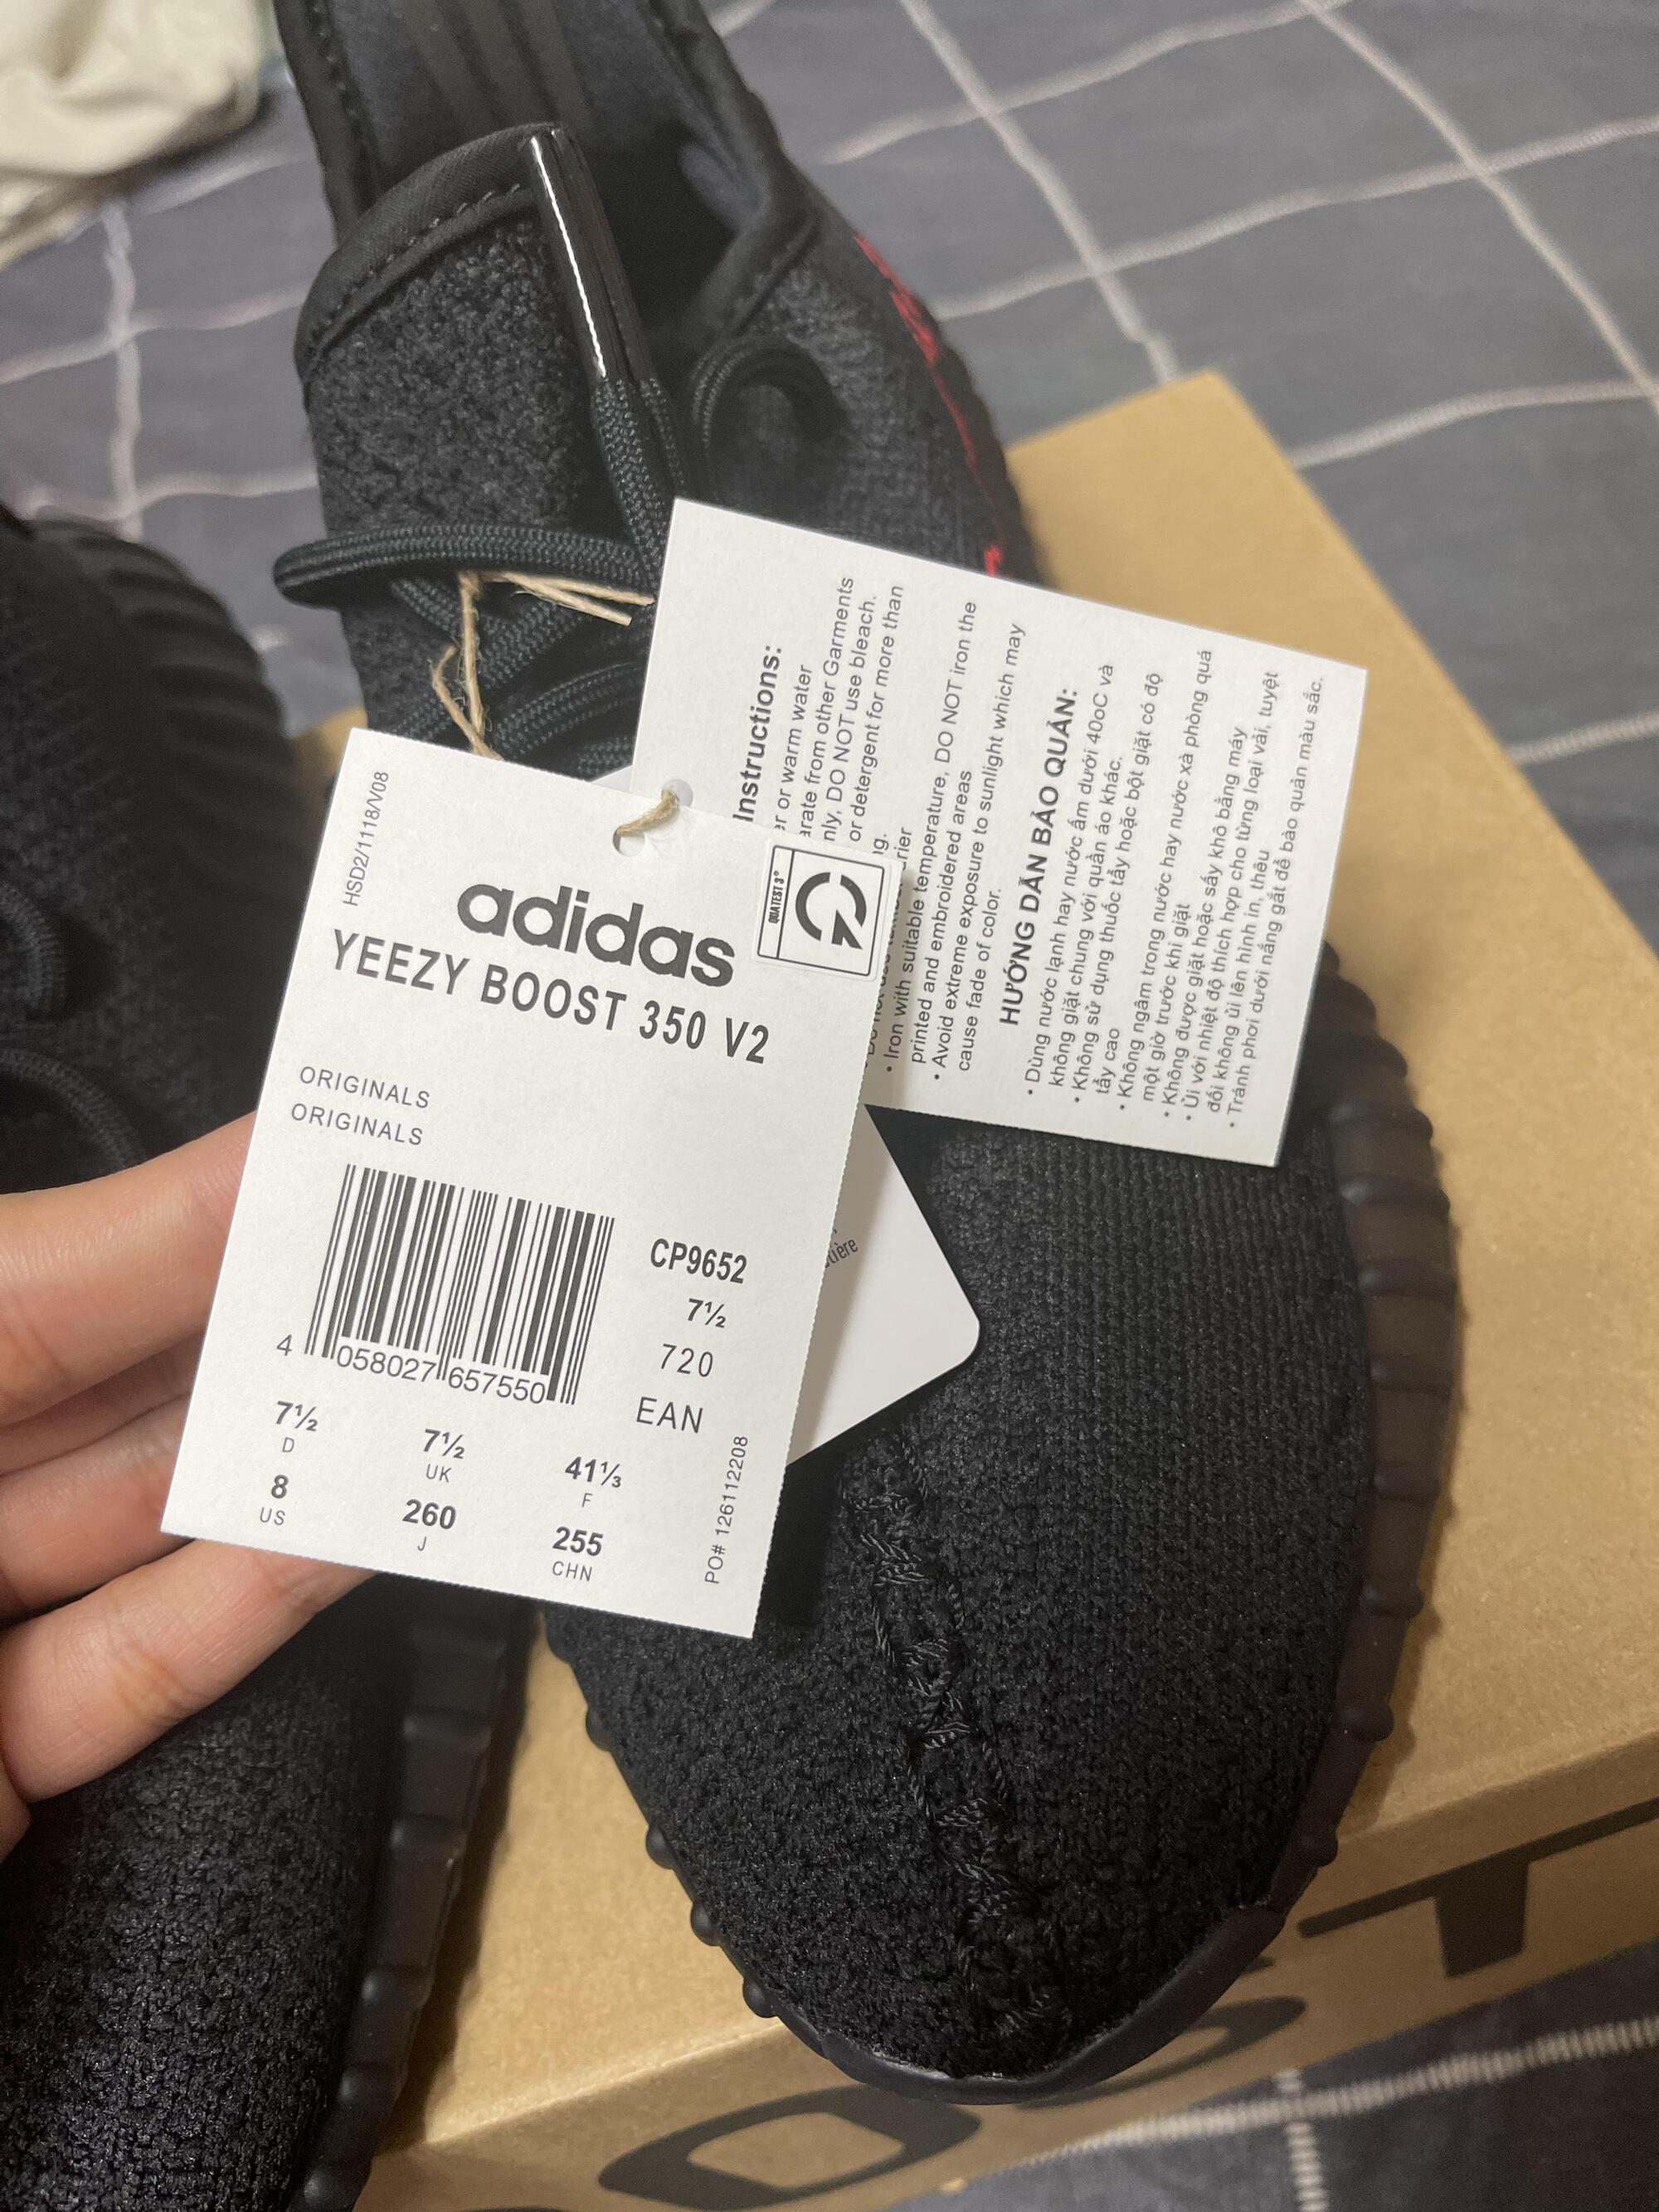 HSD2/1118/V08
adidas
QUATEST 3®
YEEZY BOOST 350 V2
ORIGINALS
ORIGINALS
CP9652
7½
720
EAN
4 058027 657550
7½ 7½ 41⅓
D UK F
8 260 255
US J CHN
PO# 126112208
Instructions:
or warm water
from other Garments
DO NOT use bleach.
or detergent for more than
• Iron with suitable temperature, DO NOT iron the
printed and embroidered areas
• Avoid extreme exposure to sunlight which may
cause fade of color.
HƯỚNG DẪN BẢO QUẢN:
• Dùng nước lạnh hay nước ấm dưới 40oC và
không giặt chung với quần áo khác.
• Không sử dụng thuốc tẩy hoặc bột giặt có độ
tẩy cao
• Không ngâm trong nước hay nước xà phòng quá
một giờ trước khi giặt
• Không được giặt hoặc sấy khô bằng máy
• Ủi với nhiệt độ thích hợp cho từng loại vải, tuyệt
đối không ủi lên hình in, thêu
• Tránh phơi dưới nắng gắt để bảo quản màu sắc.